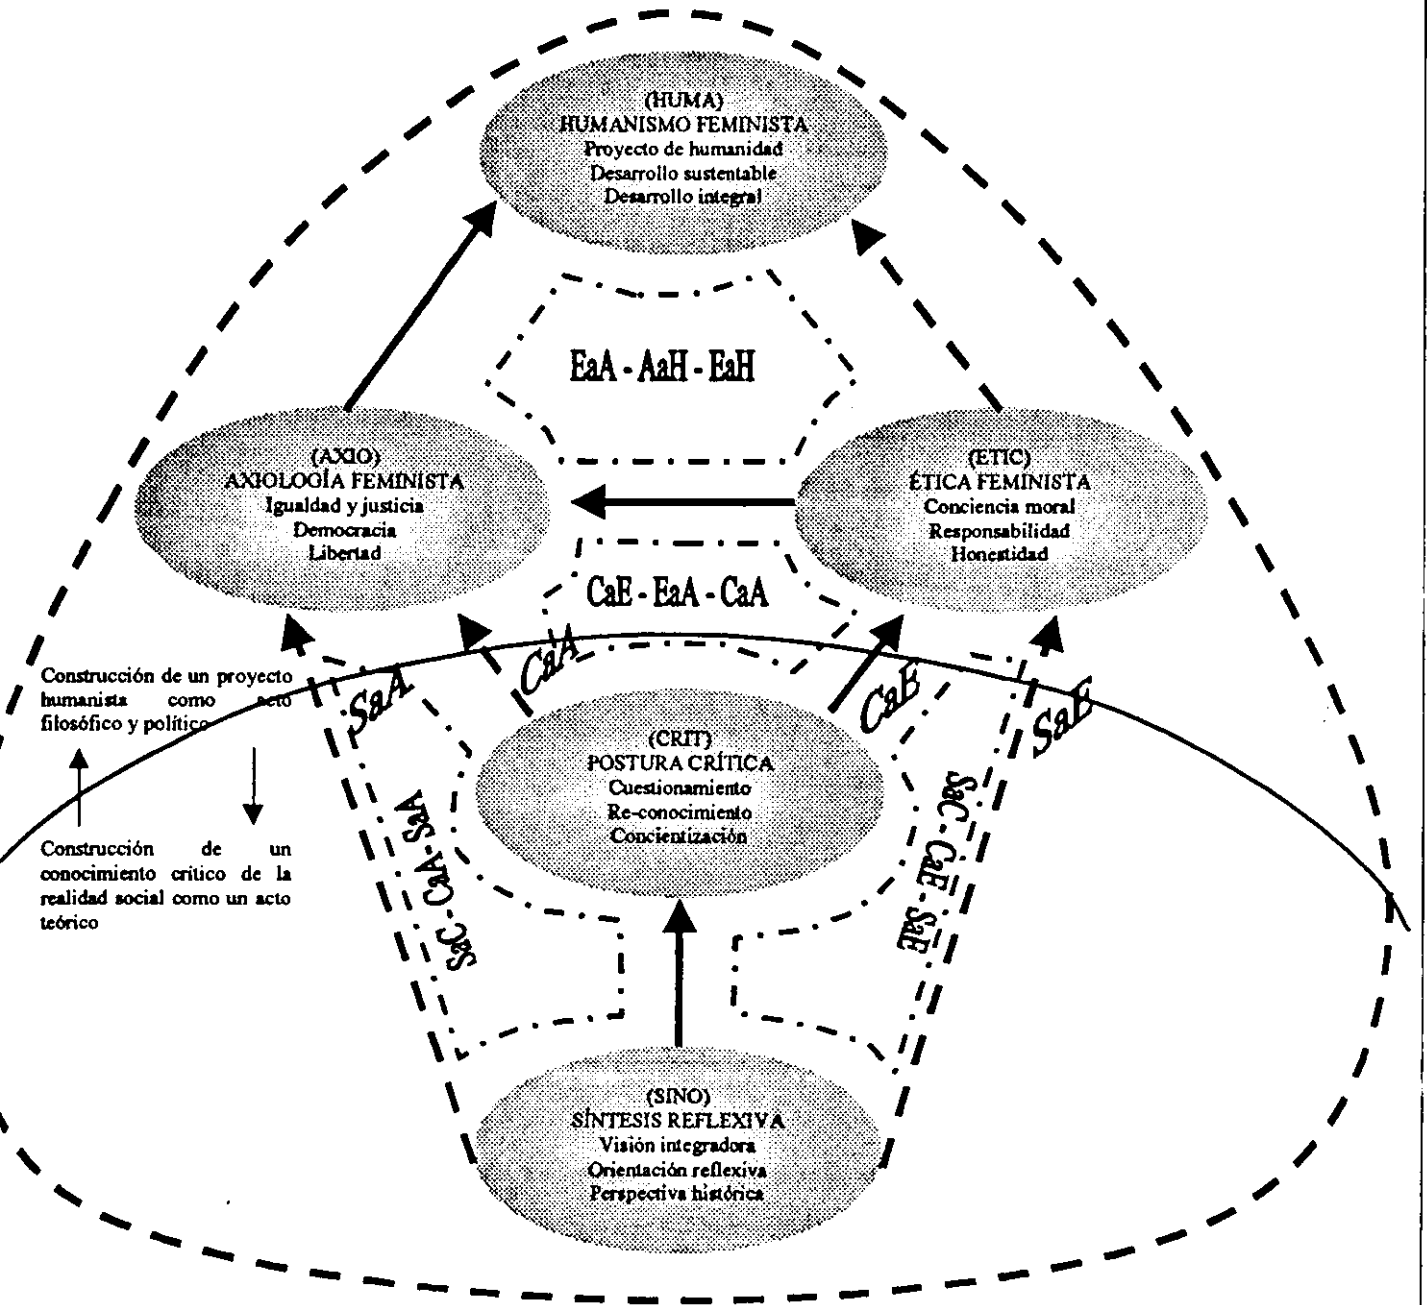 (HUMA)
HUMANISMO FEMINISTA
Proyecto de humanidad
Desarrollo sustentable
Desarrollo integral
EaA - AaH - EaH
(AXIO)
AXIOLOGÍA FEMINISTA
Igualdad y justicia
Democracia
Libertad
(ETIC)
ÉTICA FEMINISTA
Conciencia moral
Responsabilidad
Honestidad
CaE - EaA - CaA
SaA
CaA
CaE
SaE
Construcción de un proyecto
humanista como acto
filosófico y político
Construcción de un
conocimiento crítico de la
realidad social como un acto
teórico
(CRIT)
POSTURA CRÍTICA
Cuestionamiento
Re-conocimiento
Concientización
SaC - CaA - SaA
SaC - CaE - SaE
(SINO)
SÍNTESIS REFLEXIVA
Visión integradora
Orientación reflexiva
Perspectiva histórica